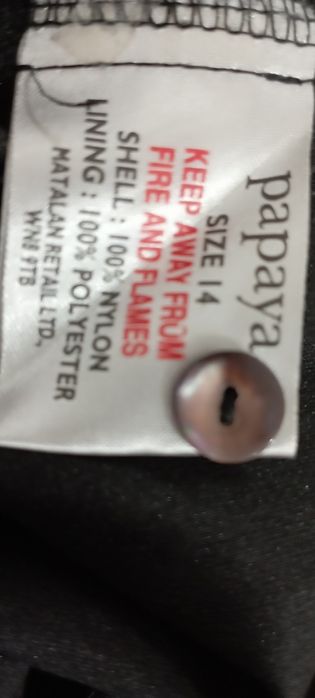 papaya
SIZE 14
KEEP AWAY FROM
FIRE AND FLAMES
SHELL : 100% NYLON
LINING : 100% POLYESTER
MATALAN RETAIL LTD.,
WN8 9TB